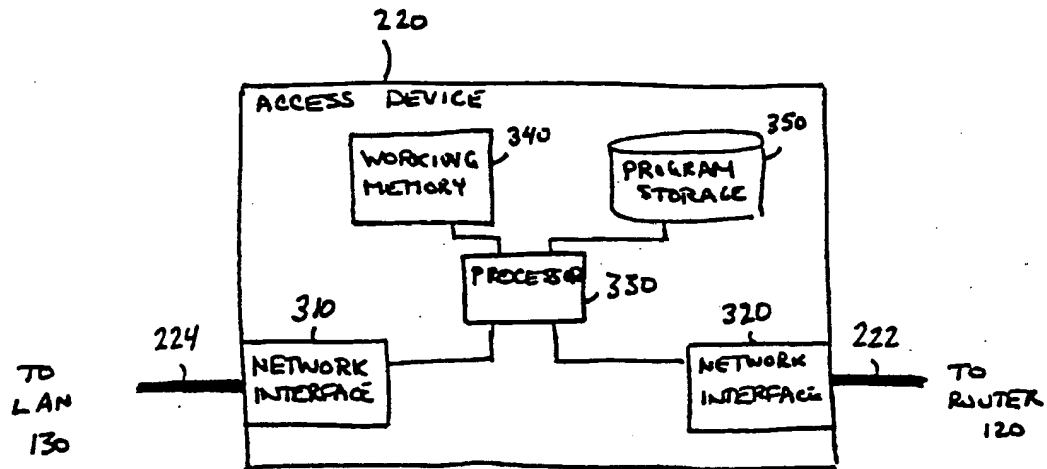 220
ACCESS DEVICE
WORKING
MEMORY
340
PROGRAM
STORAGE
350
PROCESSOR
330
310
NETWORK
INTERFACE
320
NETWORK
INTERFACE
224
222
TO
LAN
130
TO
ROUTER
120